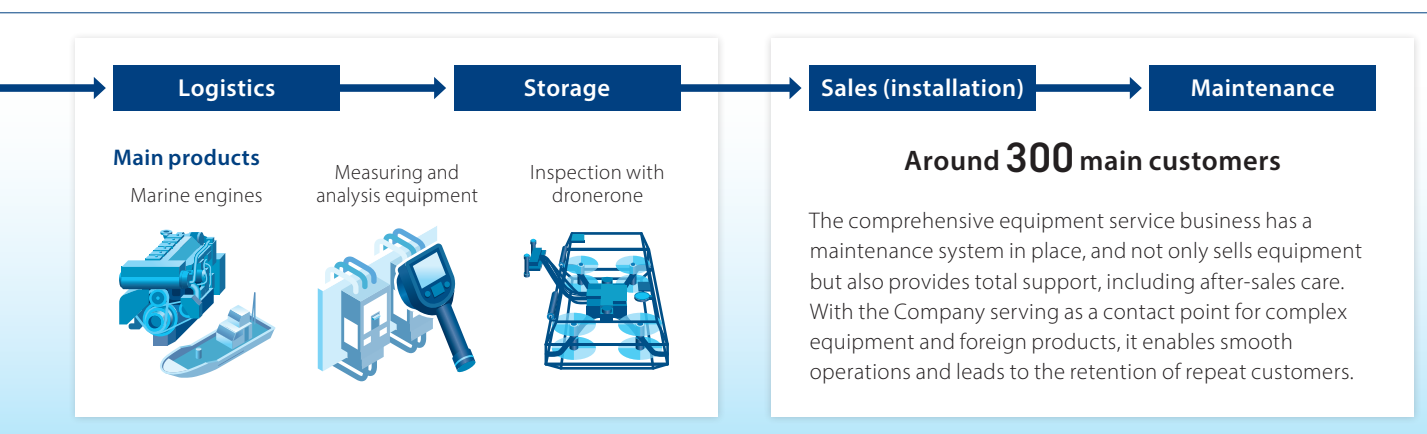 Logistics
Storage
Sales (installation)
Maintenance
Main products
Marine engines
Measuring and
analysis equipment
Inspection with
dronerone
Around 300 main customers
The comprehensive equipment service business has a
maintenance system in place, and not only sells equipment
but also provides total support, including after-sales care.
With the Company serving as a contact point for complex
equipment and foreign products, it enables smooth
operations and leads to the retention of repeat customers.